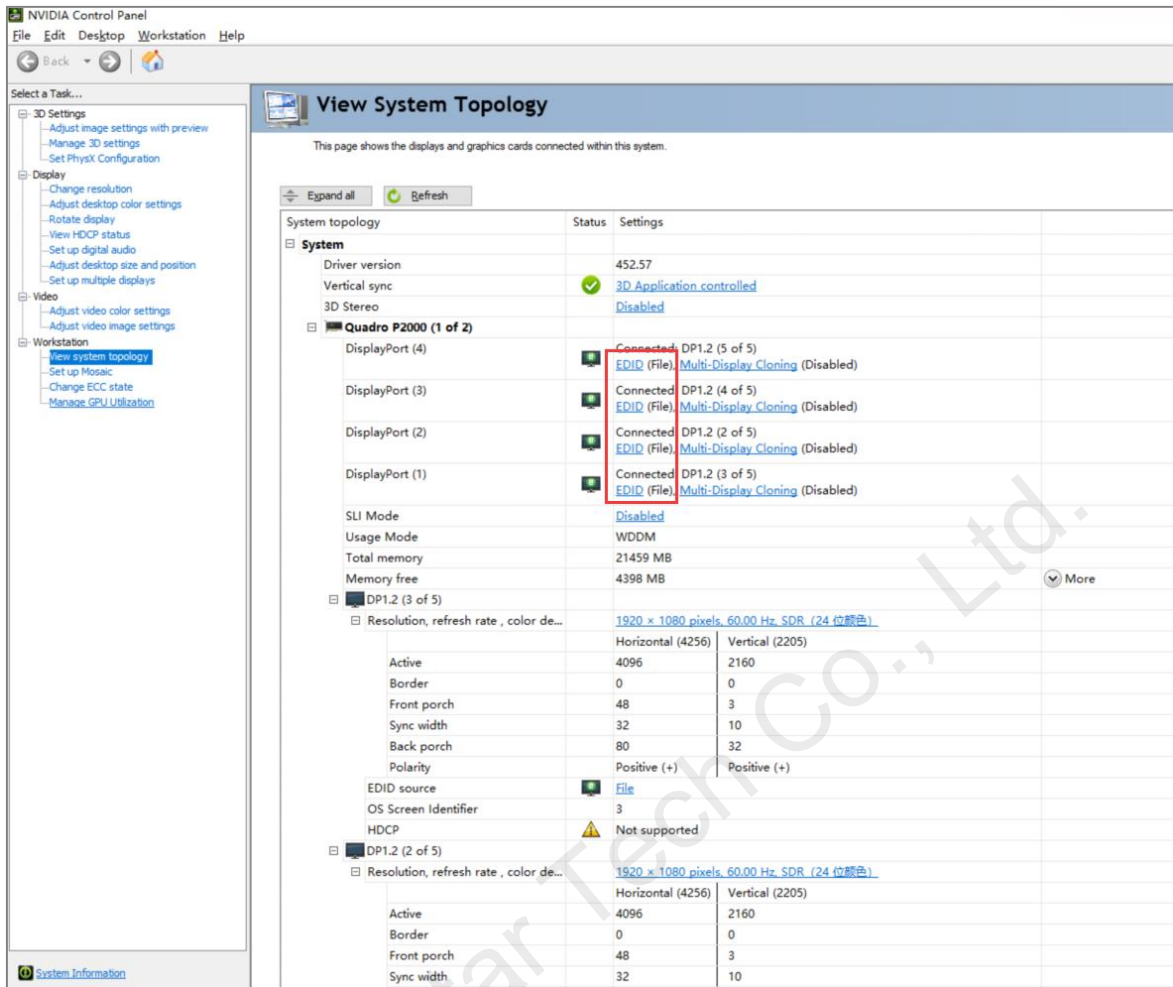 NVIDIA Control Panel
File Edit Desktop Workstation Help
Back
Select a Task...
3D Settings
Adjust image settings with preview
Manage 3D settings
Set PhysX Configuration
Display
Change resolution
Adjust desktop color settings
Rotate display
View HDCP status
Set up digital audio
Adjust desktop size and position
Set up multiple displays
Video
Adjust video color settings
Adjust video image settings
Workstation
View system topology
Set up Mosaic
Change ECC state
Manage GPU Utilization
System Information
View System Topology
This page shows the displays and graphics cards connected within this system.
Expand all Refresh
System topology Status Settings
System
Driver version 452.57
Vertical sync 3D Application controlled
3D Stereo Disabled
Quadro P2000 (1 of 2)
DisplayPort (4) Connected: DP1.2 (5 of 5)
EDID (File), Multi-Display Cloning (Disabled)
DisplayPort (3) Connected: DP1.2 (4 of 5)
EDID (File), Multi-Display Cloning (Disabled)
DisplayPort (2) Connected: DP1.2 (2 of 5)
EDID (File), Multi-Display Cloning (Disabled)
DisplayPort (1) Connected: DP1.2 (3 of 5)
EDID (File), Multi-Display Cloning (Disabled)
SLI Mode Disabled
Usage Mode WDDM
Total memory 21459 MB
Memory free 4398 MB More
DP1.2 (3 of 5)
Resolution, refresh rate , color de... 1920 × 1080 pixels, 60.00 Hz, SDR (24 位颜色)
Horizontal (4256) Vertical (2205)
Active 4096 2160
Border 0 0
Front porch 48 3
Sync width 32 10
Back porch 80 32
Polarity Positive (+) Positive (+)
EDID source File
OS Screen Identifier 3
HDCP Not supported
DP1.2 (2 of 5)
Resolution, refresh rate , color de... 1920 × 1080 pixels, 60.00 Hz, SDR (24 位颜色)
Horizontal (4256) Vertical (2205)
Active 4096 2160
Border 0 0
Front porch 48 3
Sync width 32 10
Tech Co., Ltd.